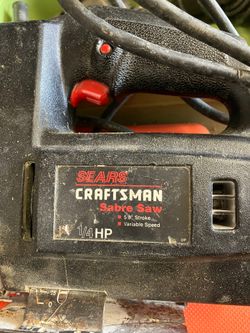 SEARS
CRAFTSMAN
Sabre Saw
5/8" Stroke
Variable Speed
1/4 HP